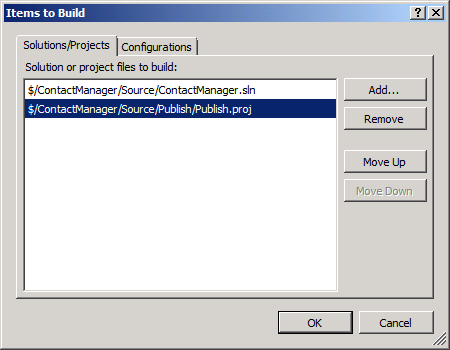 Items to Build
Solutions/Projects
Configurations
Solution or project files to build:
$/ContactManager/Source/ContactManager.sln
$/ContactManager/Source/Publish/Publish.proj
Add...
Remove
Move Up
Move Down
OK
Cancel